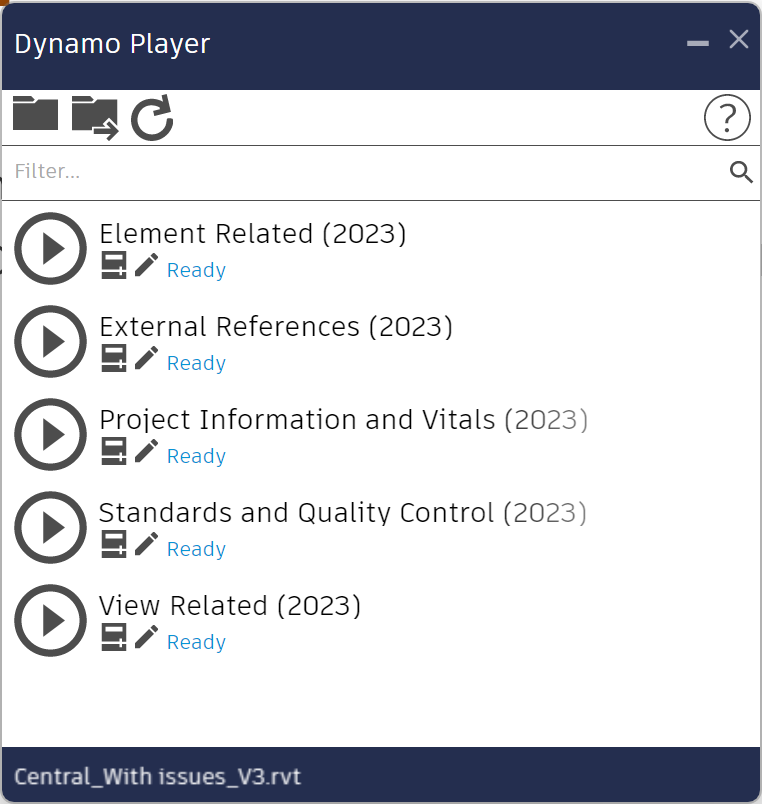 Dynamo Player
?
Filter...
Element Related (2023)
Ready
External References (2023)
Ready
Project Information and Vitals (2023)
Ready
Standards and Quality Control (2023)
Ready
View Related (2023)
Ready
Central_With issues_V3.rvt